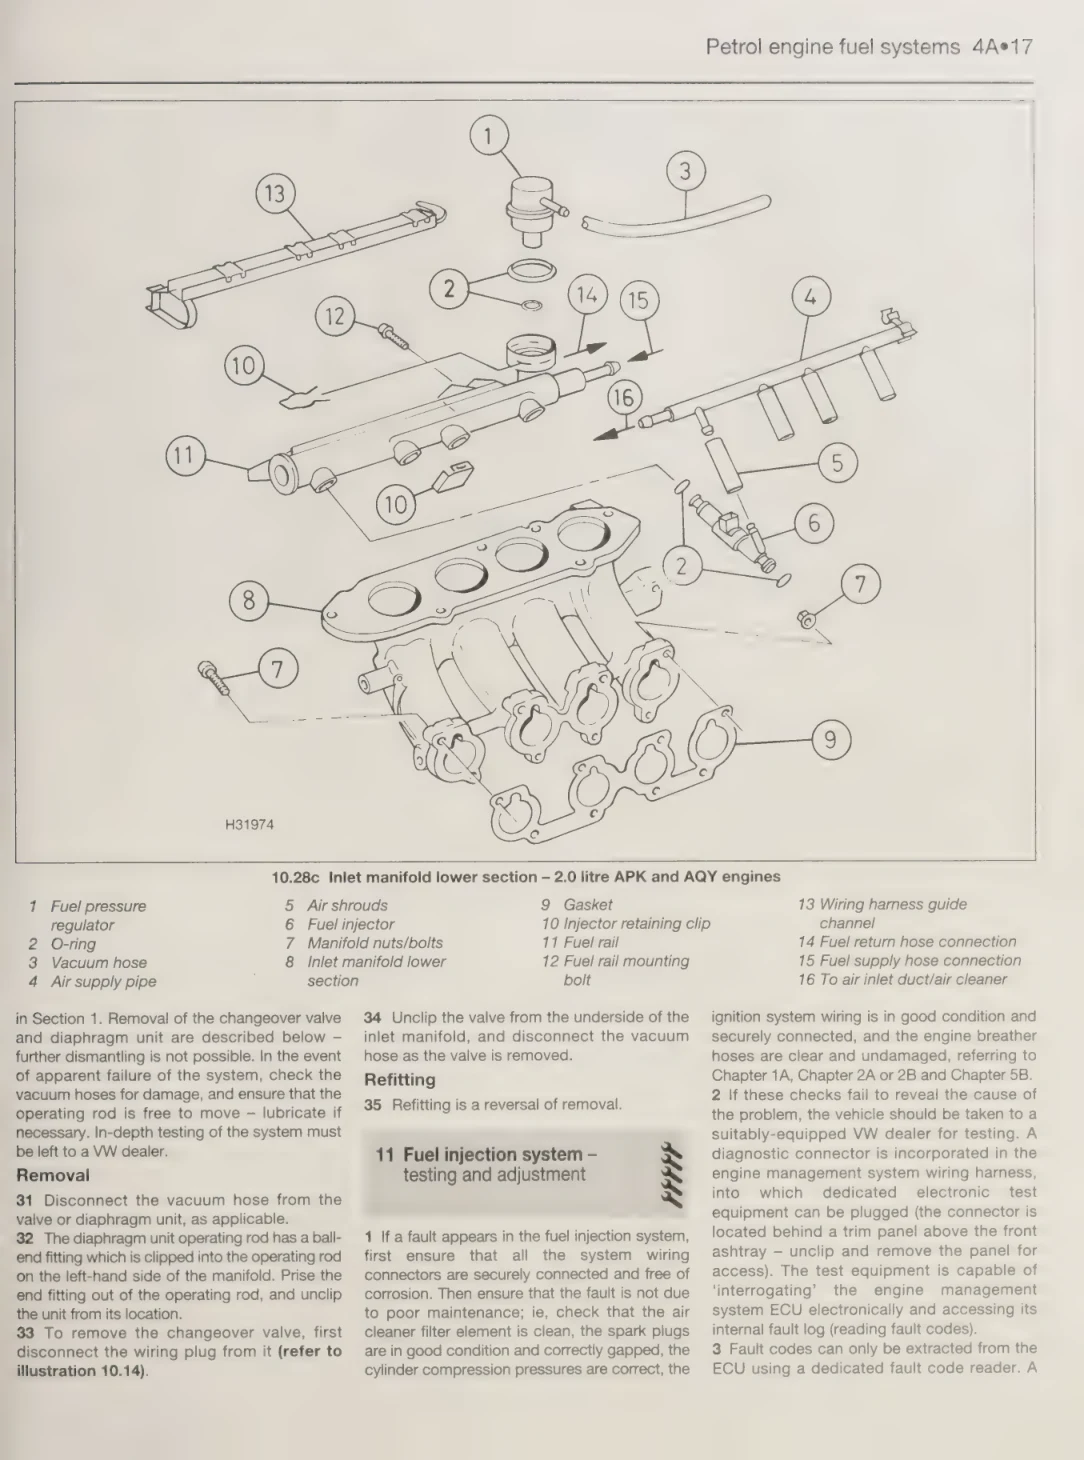 Petrol engine fuel systems 4A•17
1
3
13
2
14
15
4
12
10
16
11
5
10
6
2
7
8
7
9
H31974
10.28c Inlet manifold lower section – 2.0 litre APK and AQY engines
1 Fuel pressure
regulator
2 O-ring
3 Vacuum hose
4 Air supply pipe
5 Air shrouds
6 Fuel injector
7 Manifold nuts/bolts
8 Inlet manifold lower
section
9 Gasket
10 Injector retaining clip
11 Fuel rail
12 Fuel rail mounting
bolt
13 Wiring harness guide
channel
14 Fuel return hose connection
15 Fuel supply hose connection
16 To air inlet duct/air cleaner
in Section 1. Removal of the changeover valve
and diaphragm unit are described below –
further dismantling is not possible. In the event
of apparent failure of the system, check the
vacuum hoses for damage, and ensure that the
operating rod is free to move – lubricate if
necessary. In-depth testing of the system must
be left to a VW dealer.
Removal
31 Disconnect the vacuum hose from the
valve or diaphragm unit, as applicable.
32 The diaphragm unit operating rod has a ball-
end fitting which is clipped into the operating rod
on the left-hand side of the manifold. Prise the
end fitting out of the operating rod, and unclip
the unit from its location.
33 To remove the changeover valve, first
disconnect the wiring plug from it (refer to
illustration 10.14).
34 Unclip the valve from the underside of the
inlet manifold, and disconnect the vacuum
hose as the valve is removed.
Refitting
35 Refitting is a reversal of removal.
11 Fuel injection system –
testing and adjustment
1 If a fault appears in the fuel injection system,
first ensure that all the system wiring
connectors are securely connected and free of
corrosion. Then ensure that the fault is not due
to poor maintenance; ie, check that the air
cleaner filter element is clean, the spark plugs
are in good condition and correctly gapped, the
cylinder compression pressures are correct, the
ignition system wiring is in good condition and
securely connected, and the engine breather
hoses are clear and undamaged, referring to
Chapter 1A, Chapter 2A or 2B and Chapter 5B.
2 If these checks fail to reveal the cause of
the problem, the vehicle should be taken to a
suitably-equipped VW dealer for testing. A
diagnostic connector is incorporated in the
engine management system wiring harness,
into which dedicated electronic test
equipment can be plugged (the connector is
located behind a trim panel above the front
ashtray – unclip and remove the panel for
access). The test equipment is capable of
‘interrogating’ the engine management
system ECU electronically and accessing its
internal fault log (reading fault codes).
3 Fault codes can only be extracted from the
ECU using a dedicated fault code reader. A